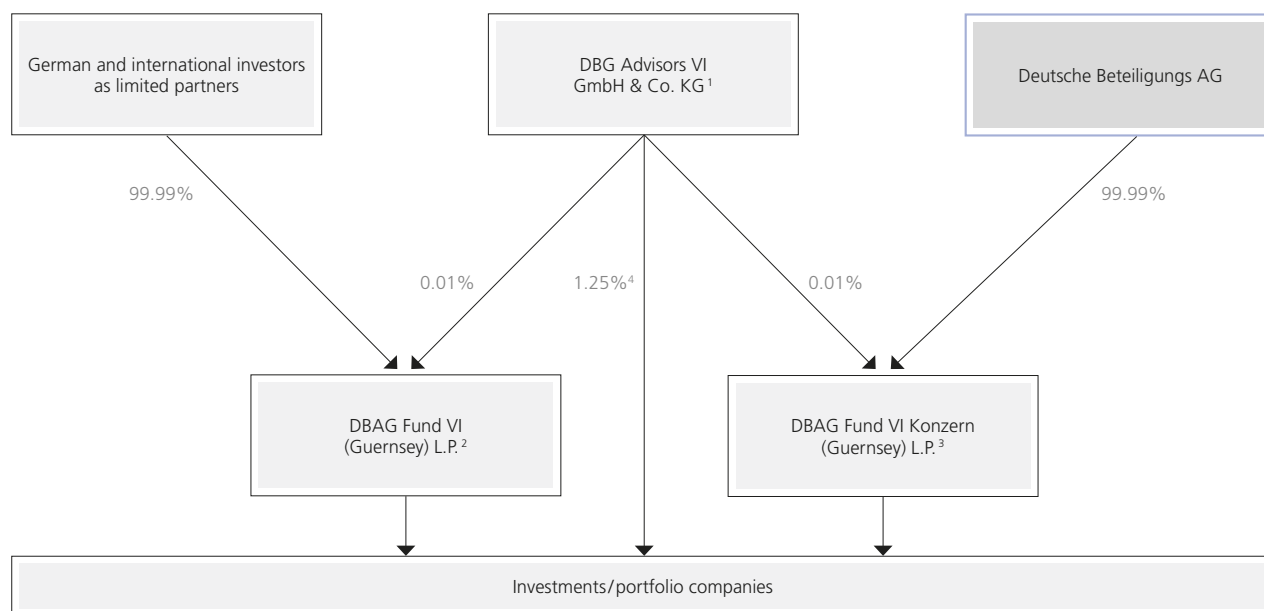 German and international investors
as limited partners
DBG Advisors VI
GmbH & Co. KG ¹
Deutsche Beteiligungs AG
99.99%
99.99%
0.01%
1.25%⁴
0.01%
DBAG Fund VI
(Guernsey) L.P. ²
DBAG Fund VI Konzern
(Guernsey) L.P. ³
Investments/portfolio companies